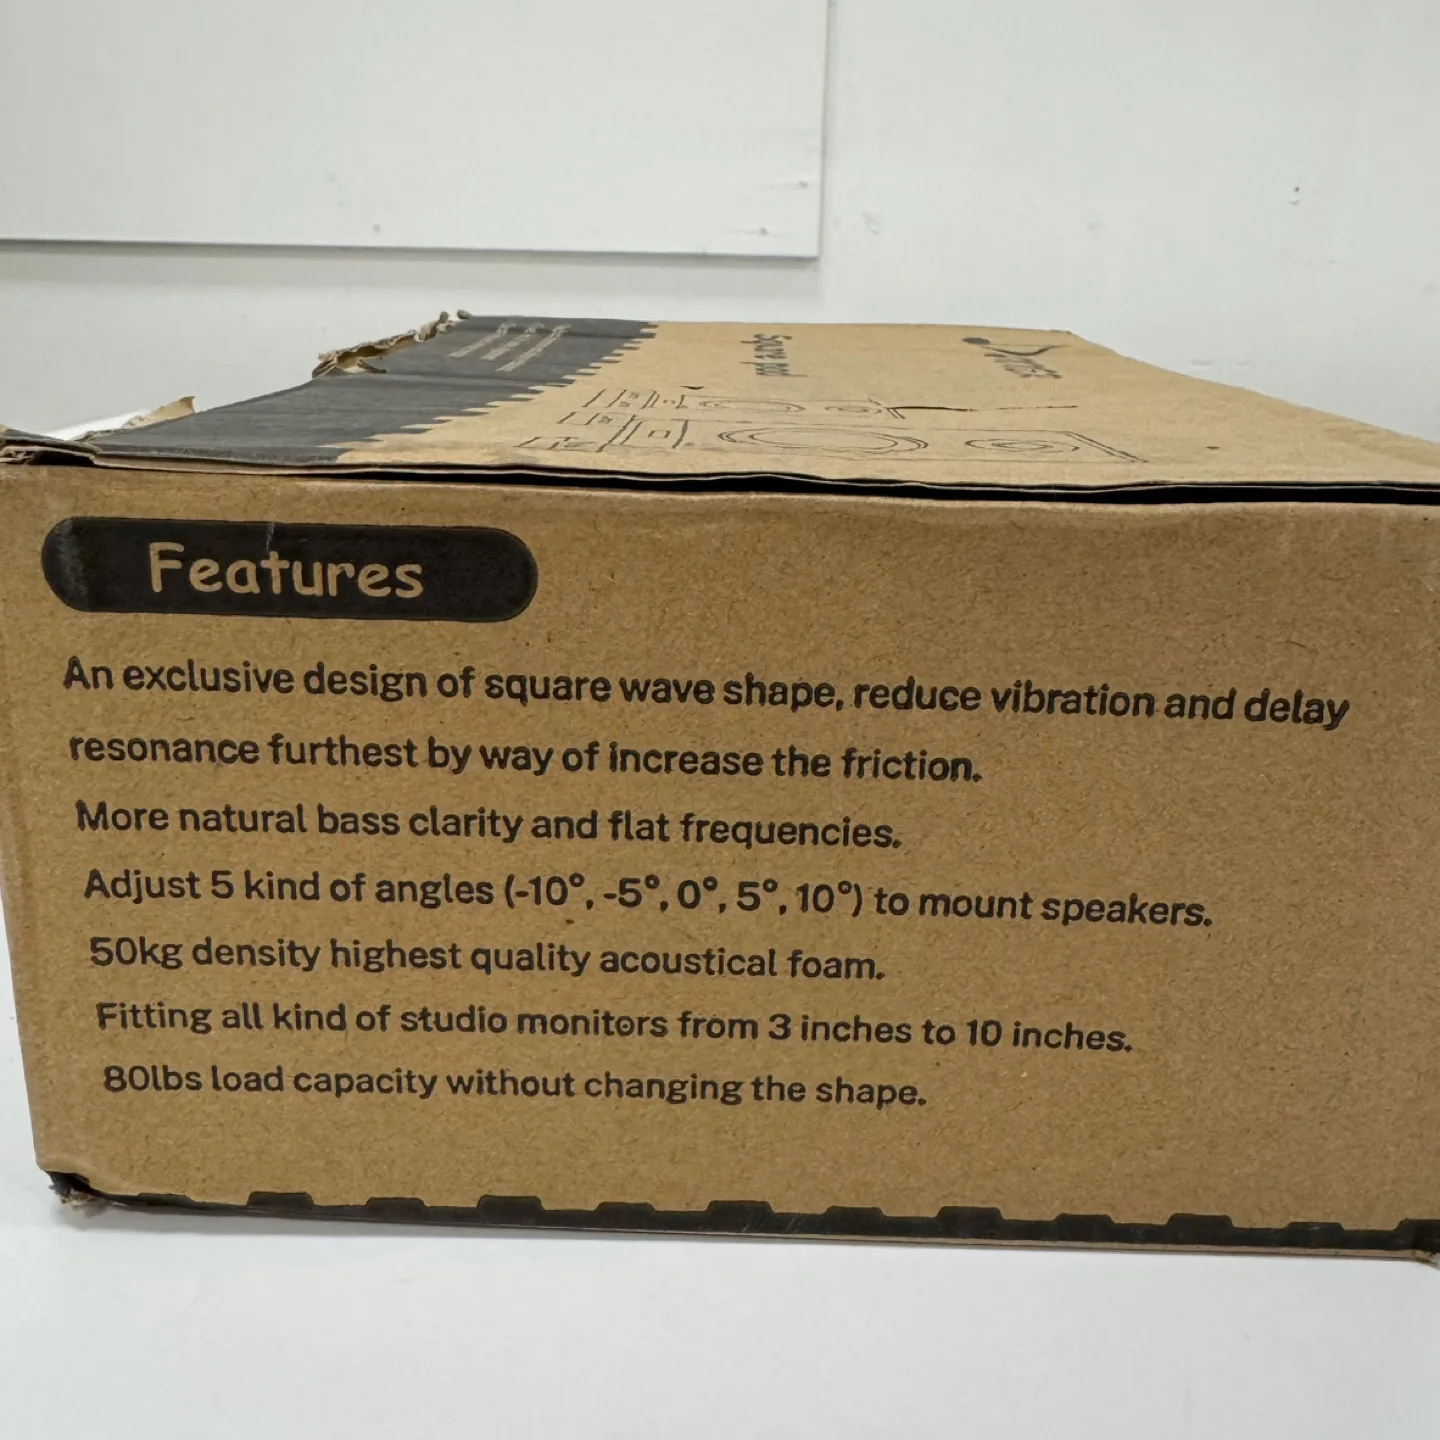 Square pad
Features
An exclusive design of square wave shape, reduce vibration and delay
resonance furthest by way of increase the friction.
More natural bass clarity and flat frequencies.
Adjust 5 kind of angles (-10°, -5°, 0°, 5°, 10°) to mount speakers.
50kg density highest quality acoustical foam.
Fitting all kind of studio monitors from 3 inches to 10 inches.
80lbs load capacity without changing the shape.